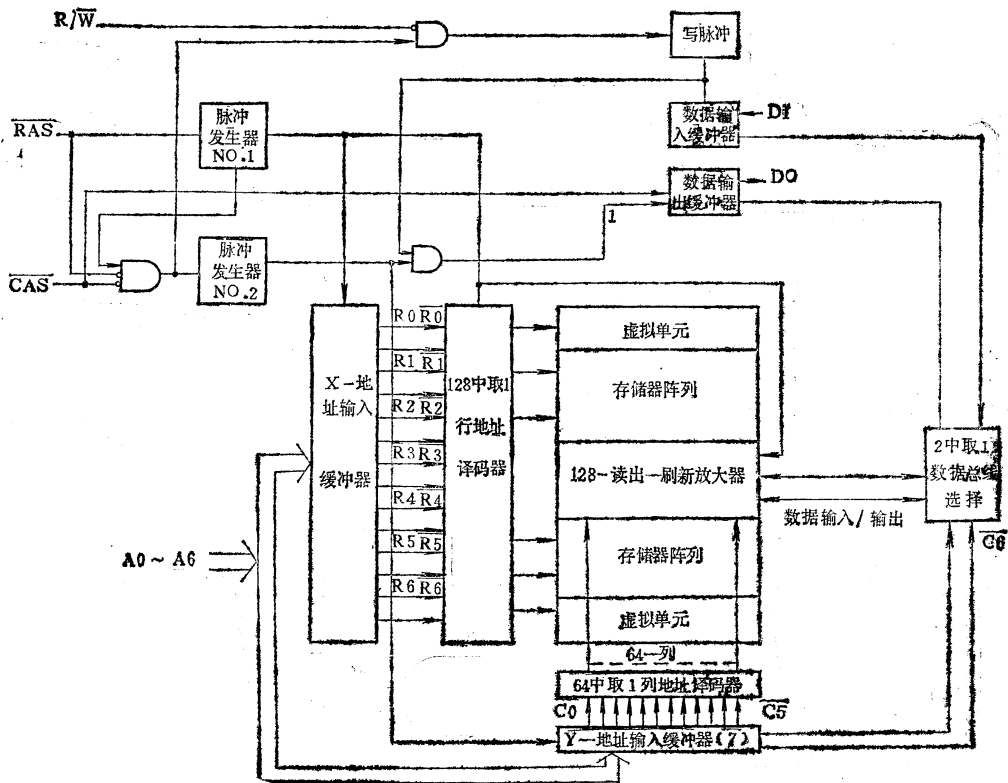 R/W̅
写脉冲
R̅A̅S̅
脉冲
发生器
NO.1
数据输
入缓冲器
DI
数据输
出缓冲器
DO
1
C̅A̅S̅
脉冲
发生器
NO.2
R0 R̅0̅
R1 R̅1̅
R2 R̅2̅
R3 R̅3̅
R4 R̅4̅
R5 R̅5̅
R6 R̅6̅
X-地
址输入
缓冲器
128中取1
行地址
译码器
虚拟单元
存储器阵列
128-读出-刷新放大器
存储器阵列
虚拟单元
2中取1
数据总线
选择
数据输入/输出
C̅6̅
A0~A6
64-列
64中取1列地址译码器
C̅0̅
C̅5̅
Y-地址输入缓冲器(7)